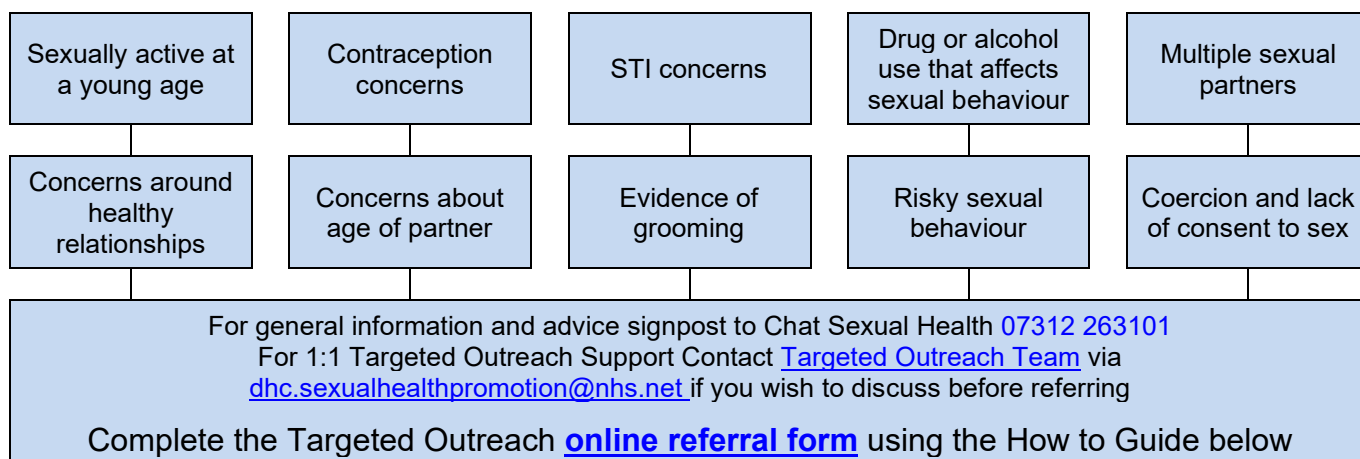 Sexually active at
a young age
Contraception
concerns
STI concerns
Drug or alcohol
use that affects
sexual behaviour
Multiple sexual
partners
Concerns around
healthy
relationships
Concerns about
age of partner
Evidence of
grooming
Risky sexual
behaviour
Coercion and lack
of consent to sex
For general information and advice signpost to Chat Sexual Health 07312 263101
For 1:1 Targeted Outreach Support Contact Targeted Outreach Team via
dhc.sexualhealthpromotion@nhs.net if you wish to discuss before referring
Complete the Targeted Outreach online referral form using the How to Guide below